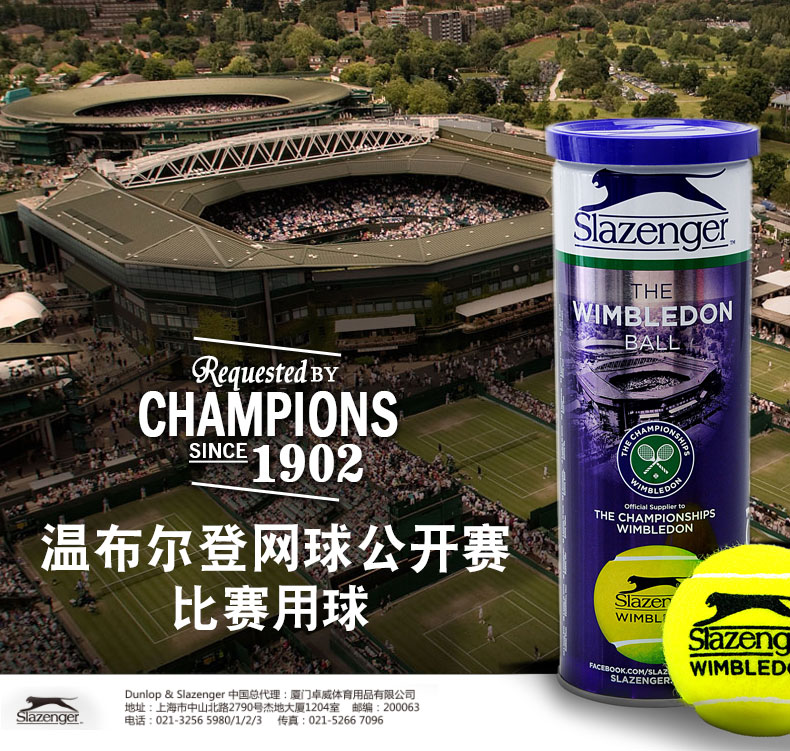 Requested BY
CHAMPIONS
SINCE 1902
温布尔登网球公开赛
比赛用球
Slazenger™
THE
WIMBLEDON
BALL
THE CHAMPIONSHIPS
WIMBLEDON
Official Supplier to
THE CHAMPIONSHIPS
WIMBLEDON
Slazenger
WIMBLEDON
FACEBOOK.COM/SLAZ
SLAZENGER
Slazenger
WIMBLEDON
Slazenger
Dunlop & Slazenger 中国总代理：厦门卓威体育用品有限公司
地址：上海市中山北路2790号杰地大厦1204室 邮编：200063
电话：021-3256 5980/1/2/3 传真：021-5266 7096